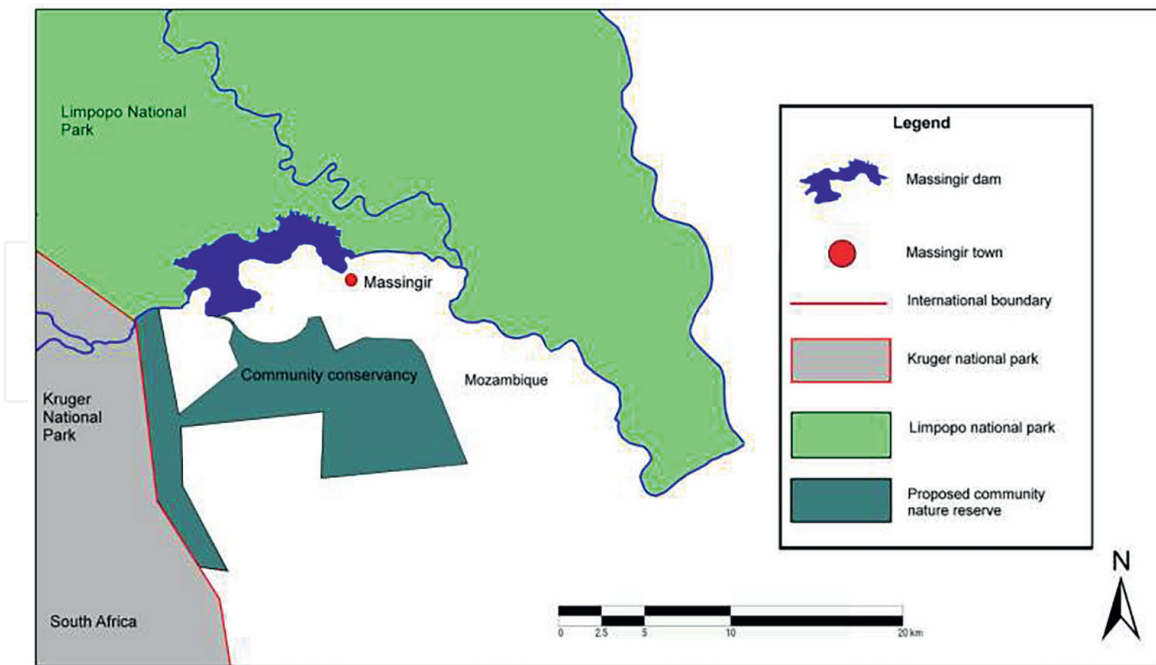 Limpopo National
Park
Massingir
Community conservancy
Mozambique
Kruger
National
Park
South Africa
Legend
Massingir dam
Massingir town
International boundary
Kruger national park
Limpopo national park
Proposed community
nature reserve
N
0 2.5 5 10 20 km